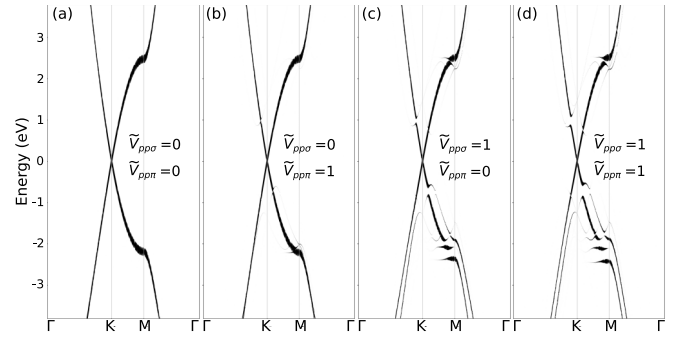 (a) (b) (c) (d)
Energy (eV)
3
2
1
0
-1
-2
-3
Ṽppσ=0 Ṽppσ=0 Ṽppσ=1 Ṽppσ=1
Ṽppπ=0 Ṽppπ=1 Ṽppπ=0 Ṽppπ=1
Γ K M Γ Γ K M Γ Γ K M Γ Γ K M Γ